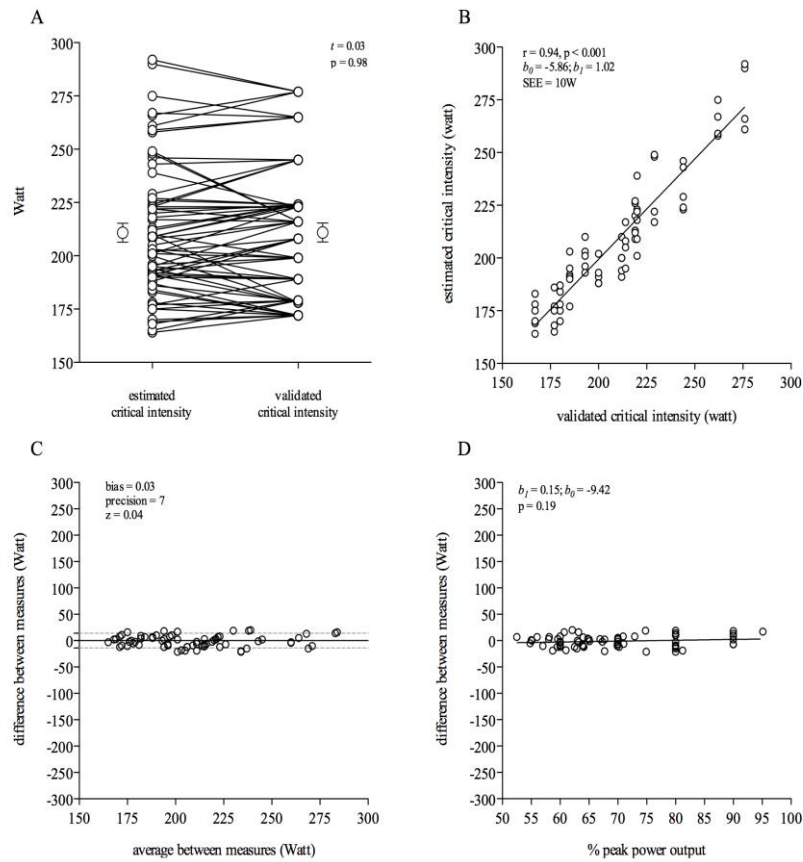 A
Watt
300
275
250
225
200
175
150
t = 0.03
p = 0.98
estimated
critical intensity
validated
critical intensity
B
estimated critical intensity (watt)
300
275
250
225
200
175
150
r = 0.94, p < 0.001
b0 = -5.86; b1 = 1.02
SEE = 10W
150 175 200 225 250 275 300
validated critical intensity (watt)
C
difference between measures (Watt)
300
250
200
150
100
50
0
-50
-100
-150
-200
-250
-300
bias = 0.03
precision = 7
z = 0.04
150 175 200 225 250 275 300
average between measures (Watt)
D
difference between measures (Watt)
300
250
200
150
100
50
0
-50
-100
-150
-200
-250
-300
b1 = 0.15; b0 = -9.42
p = 0.19
50 55 60 65 70 75 80 85 90 95 100
% peak power output